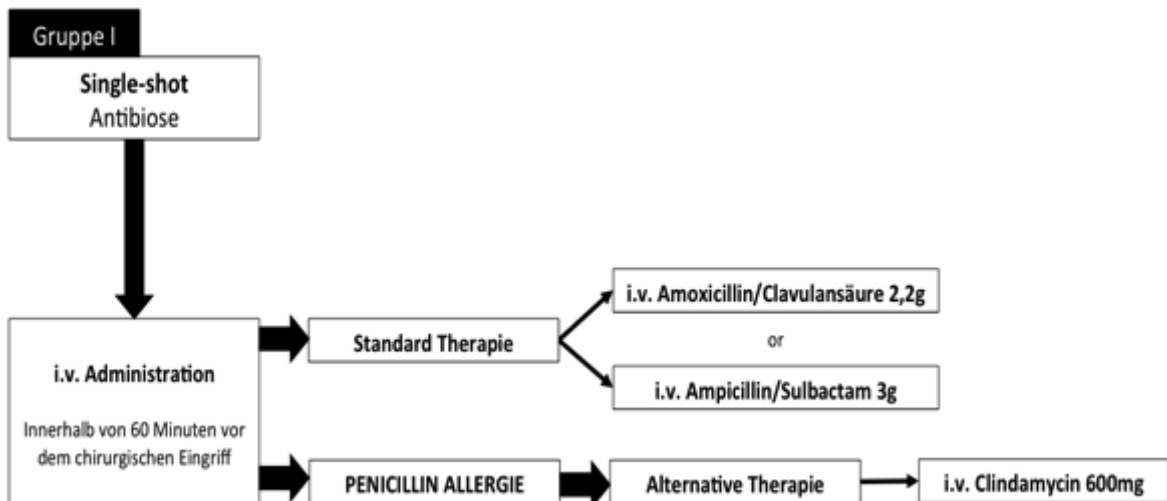 Gruppe I
Single-shot
Antibiose
i.v. Administration
Innerhalb von 60 Minuten vor
dem chirurgischen Eingriff
Standard Therapie
i.v. Amoxicillin/Clavulansäure 2,2g
or
i.v. Ampicillin/Sulbactam 3g
PENICILLIN ALLERGIE
Alternative Therapie
i.v. Clindamycin 600mg